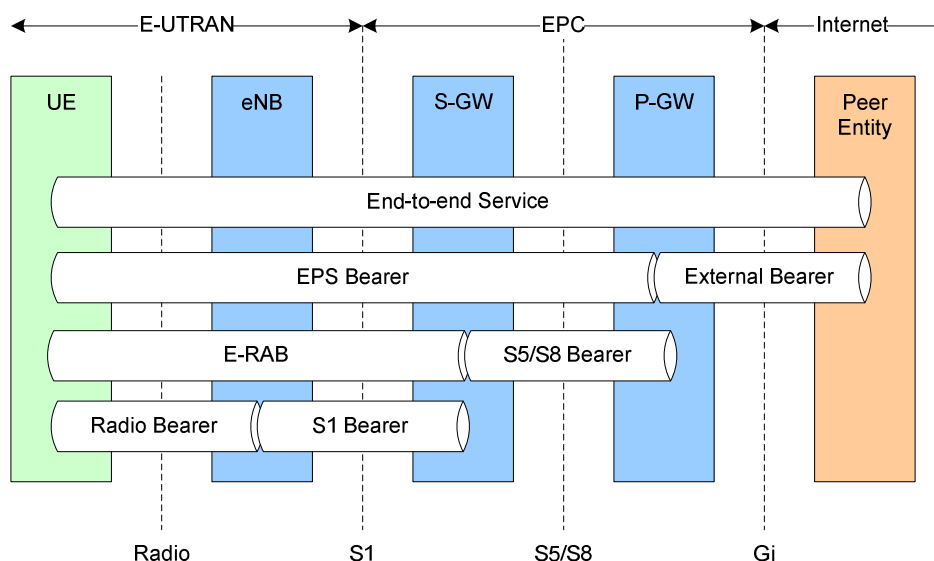 E-UTRAN
EPC
Internet
UE
eNB
S-GW
P-GW
Peer
Entity
End-to-end Service
EPS Bearer
External Bearer
E-RAB
S5/S8 Bearer
Radio Bearer
S1 Bearer
Radio
S1
S5/S8
Gi